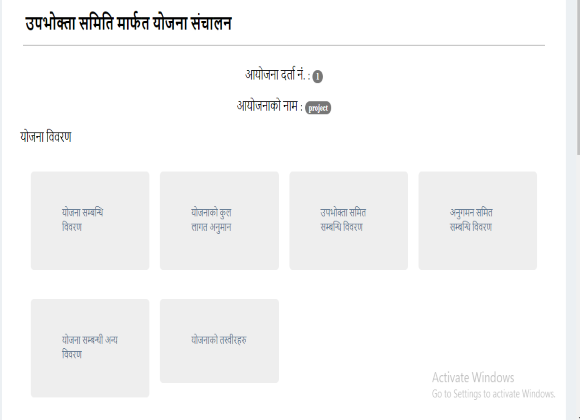 उपभोक्ता समिति मार्फत योजना संचालन
आयोजना दर्ता नं. : 1
आयोजनाको नाम : project
योजना विवरण
योजना सम्बन्धि
विवरण
योजनाको कुल
लागत अनुमान
उपभोक्ता समित
सम्बन्धि विवरण
अनुगमन समित
सम्बन्धि विवरण
योजना सम्बन्धी अन्य
विवरण
योजनाको तस्वीरहरु
Activate Windows
Go to Settings to activate Windows.